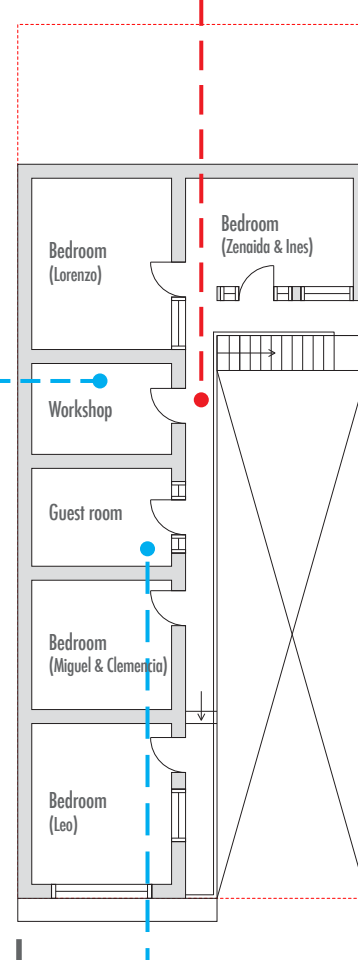 Bedroom
(Zenaida & Ines)
Bedroom
(Lorenzo)
Workshop
Guest room
Bedroom
(Miguel & Clemencia)
Bedroom
(Leo)